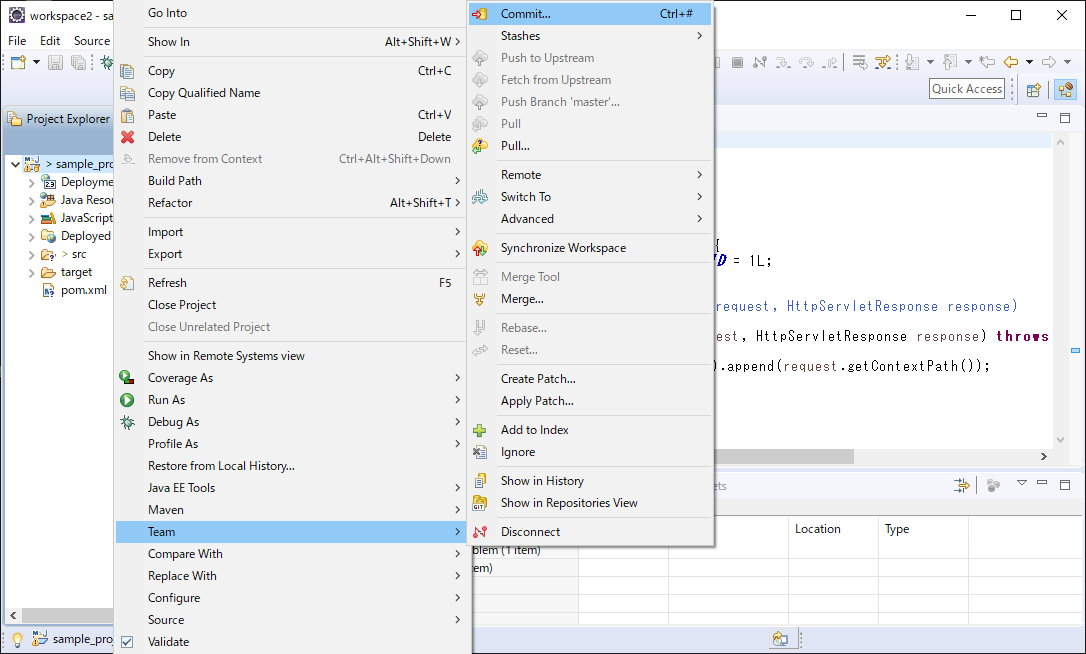 workspace2 - sa
File Edit Source
Quick Access
Project Explorer
> sample_pro
Deployme
Java Resou
JavaScript
Deployed
> src
target
pom.xml
Go Into
Show In Alt+Shift+W >
Copy Ctrl+C
Copy Qualified Name
Paste Ctrl+V
Delete Delete
Remove from Context Ctrl+Alt+Shift+Down
Build Path
Refactor Alt+Shift+T >
Import
Export
Refresh F5
Close Project
Close Unrelated Project
Show in Remote Systems view
Coverage As
Run As
Debug As
Profile As
Restore from Local History...
Java EE Tools
Maven
Team
Compare With
Replace With
Configure
Source
Validate
Commit... Ctrl+#
Stashes
Push to Upstream
Fetch from Upstream
Push Branch 'master'...
Pull
Pull...
Remote
Switch To
Advanced
Synchronize Workspace
Merge Tool
Merge...
Rebase...
Reset...
Create Patch...
Apply Patch...
Add to Index
Ignore
Show in History
Show in Repositories View
Disconnect
{
D = 1L;
request, HttpServletResponse response)
est, HttpServletResponse response) throws
).append(request.getContextPath());
ets
Location Type
blem (1 item)
em)
sample_proj